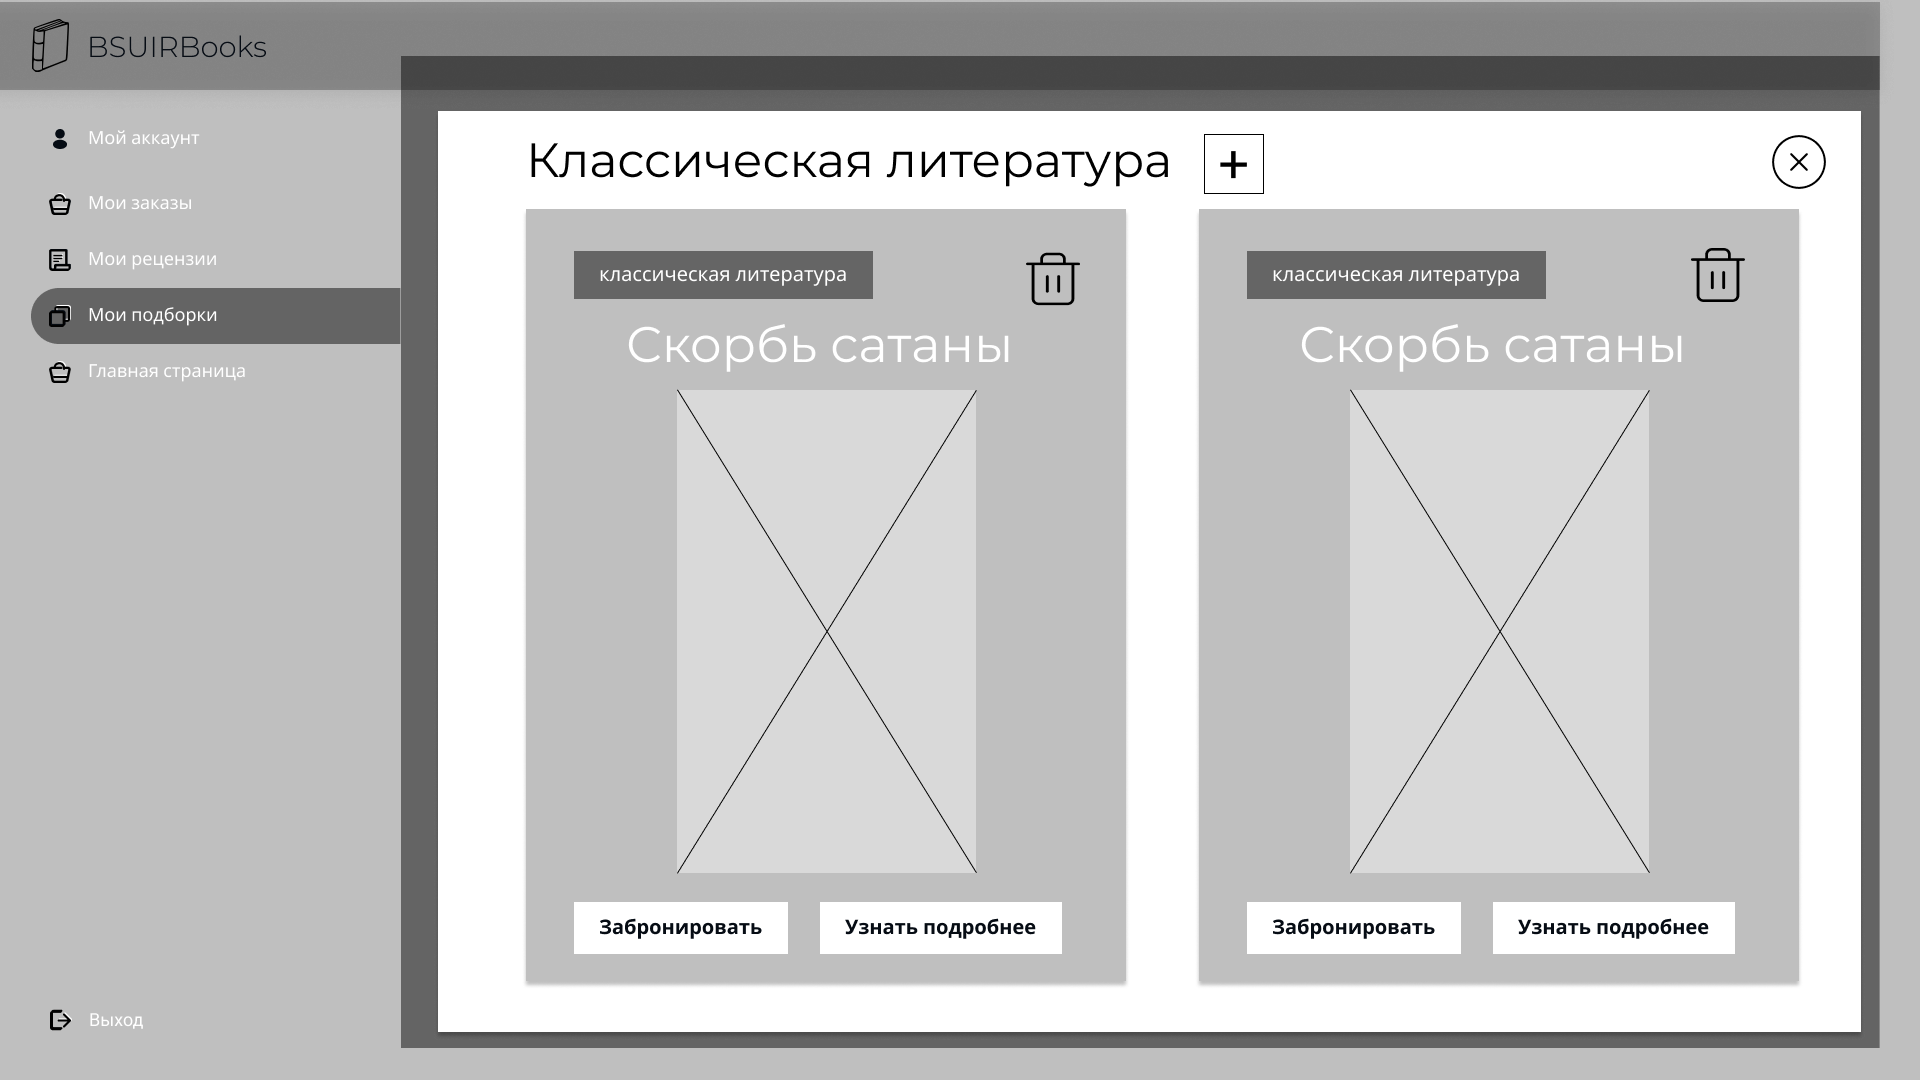 BSUIRBooks
Мой аккаунт
Мои заказы
Мои рецензии
Мои подборки
Главная страница
Выход
Классическая литература
классическая литература
Скорбь сатаны
Забронировать
Узнать подробнее
классическая литература
Скорбь сатаны
Забронировать
Узнать подробнее